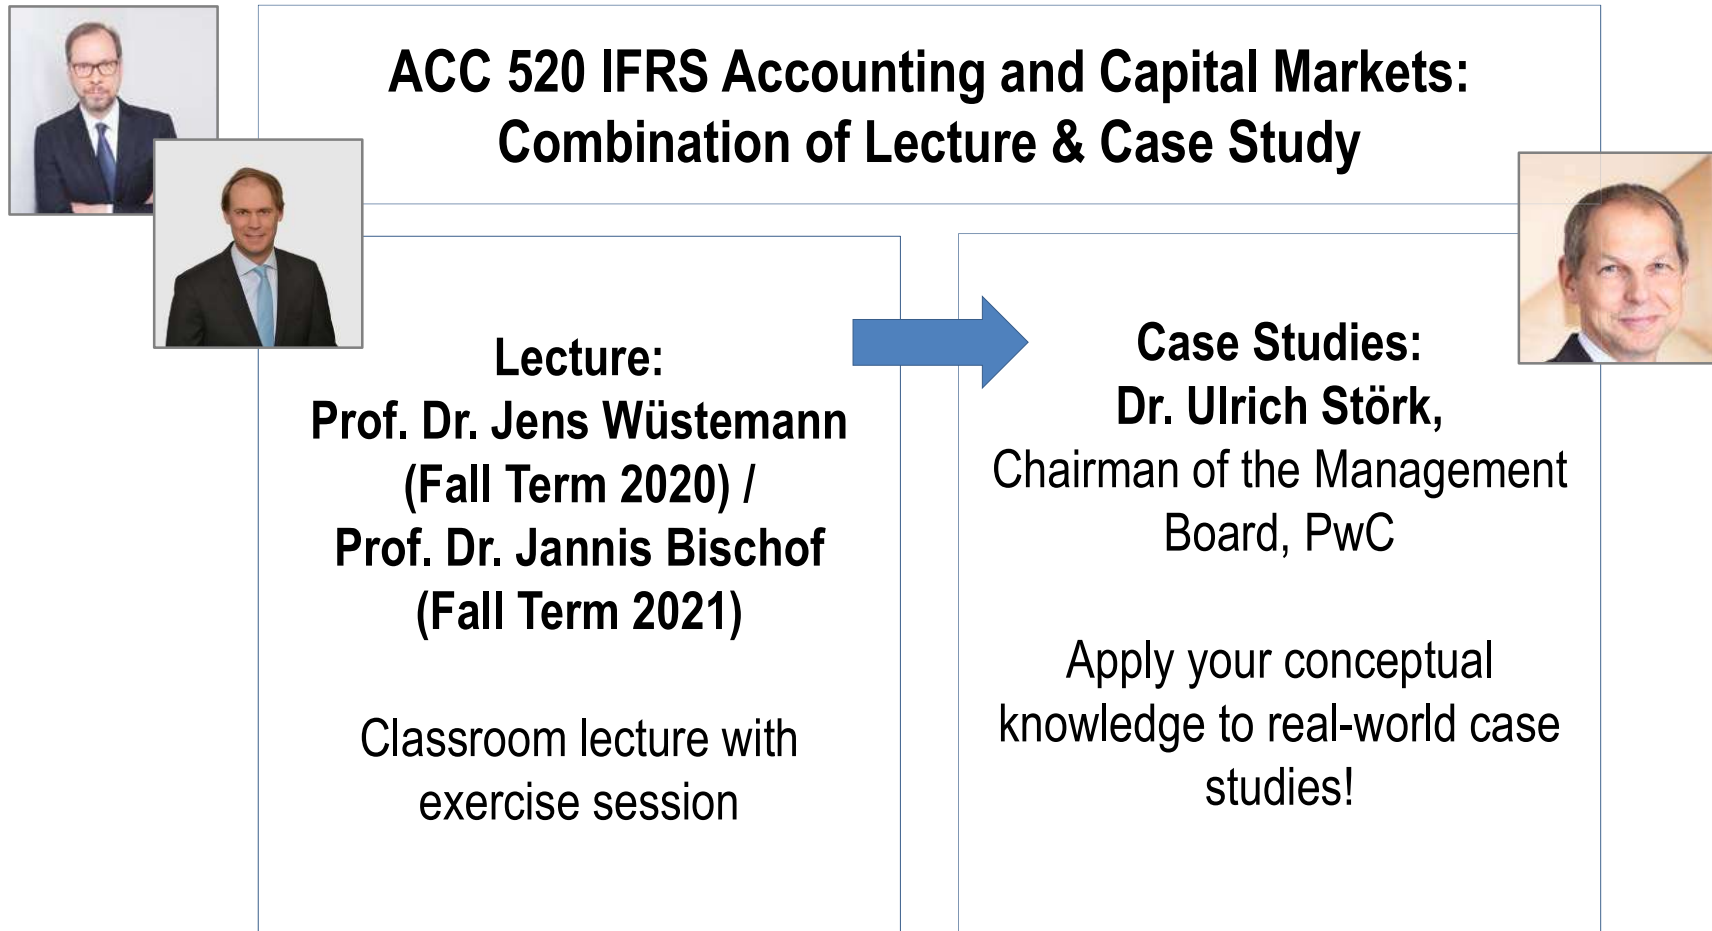 ACC 520 IFRS Accounting and Capital Markets:
Combination of Lecture & Case Study
Lecture:
Prof. Dr. Jens Wüstemann
(Fall Term 2020) /
Prof. Dr. Jannis Bischof
(Fall Term 2021)
Classroom lecture with
exercise session
Case Studies:
Dr. Ulrich Störk,
Chairman of the Management
Board, PwC
Apply your conceptual
knowledge to real-world case
studies!